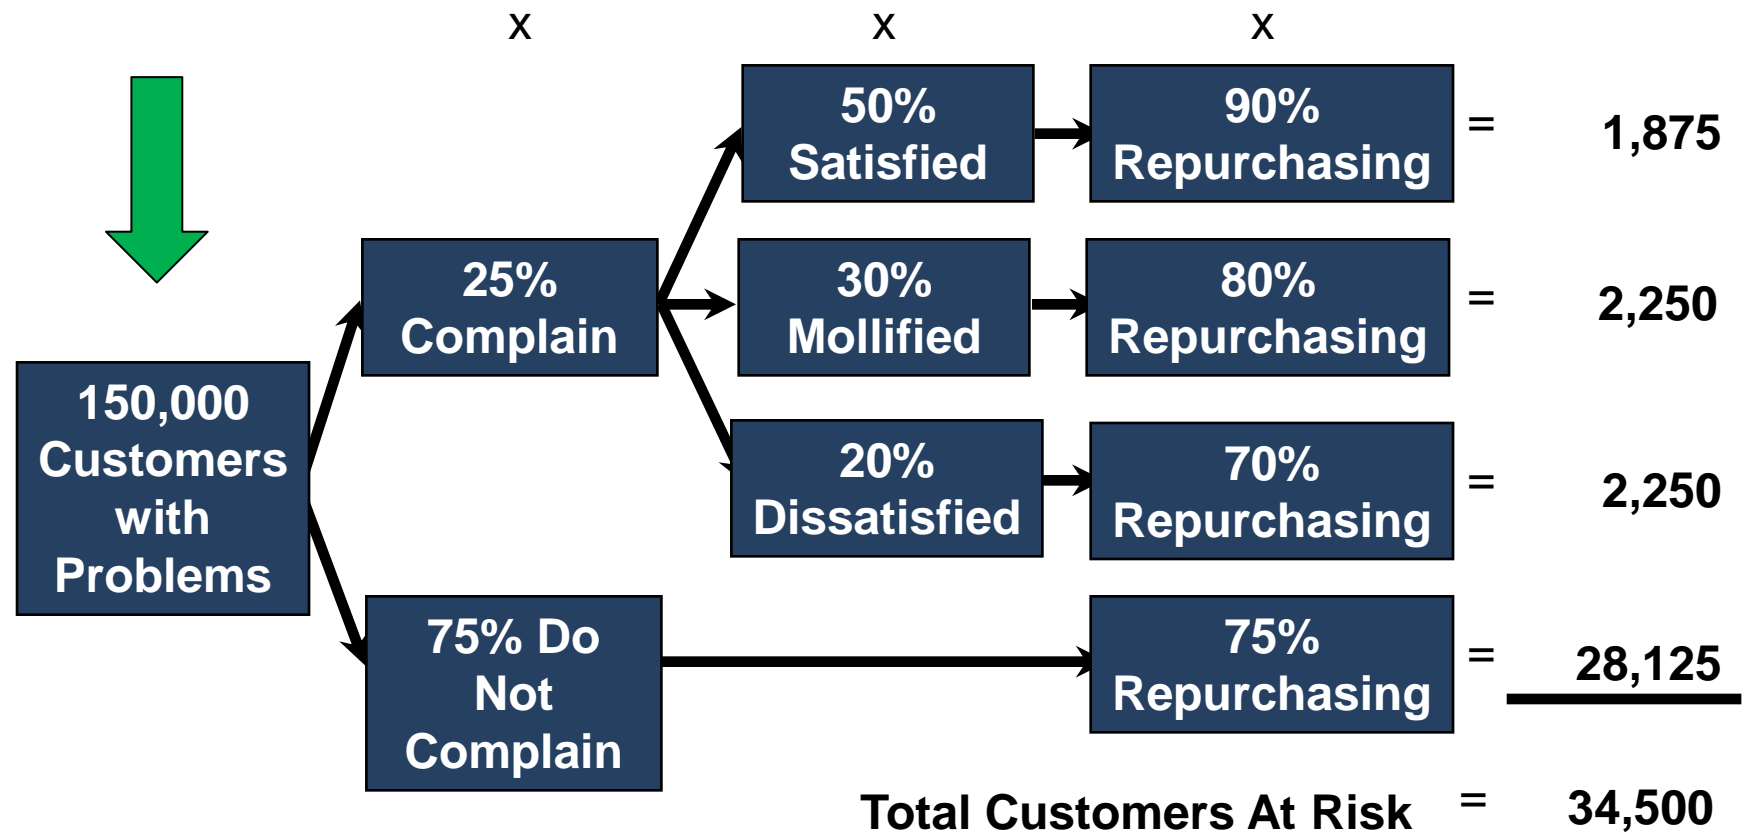 x x x
50%
Satisfied
90%
Repurchasing
= 1,875
25%
Complain
30%
Mollified
80%
Repurchasing
= 2,250
150,000
Customers
with
Problems
20%
Dissatisfied
70%
Repurchasing
= 2,250
75% Do
Not
Complain
75%
Repurchasing
= 28,125
Total Customers At Risk = 34,500